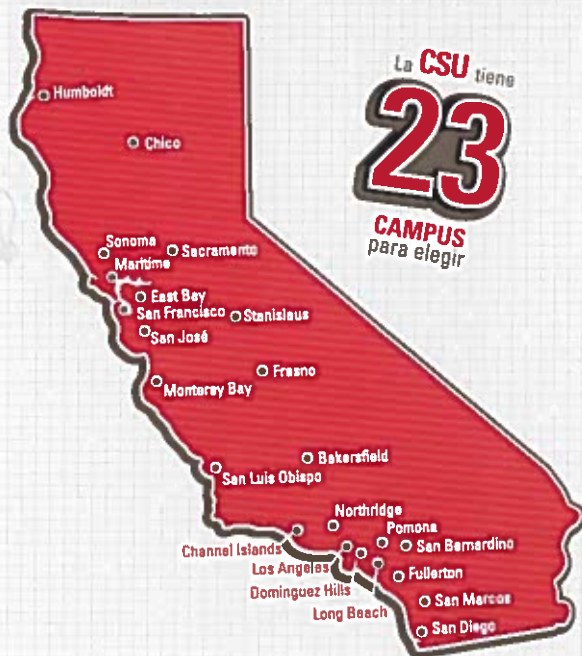 La CSU tiene
23
CAMPUS
para elegir
Humboldt
Chico
Sonoma
Sacramento
Maritime
East Bay
San Francisco
Stanislaus
San José
Fresno
Monterey Bay
Bakersfield
San Luis Obispo
Northridge
Pomona
Channel Islands
San Bernardino
Los Angeles
Fullerton
Dominguez Hills
San Marcos
Long Beach
San Diego